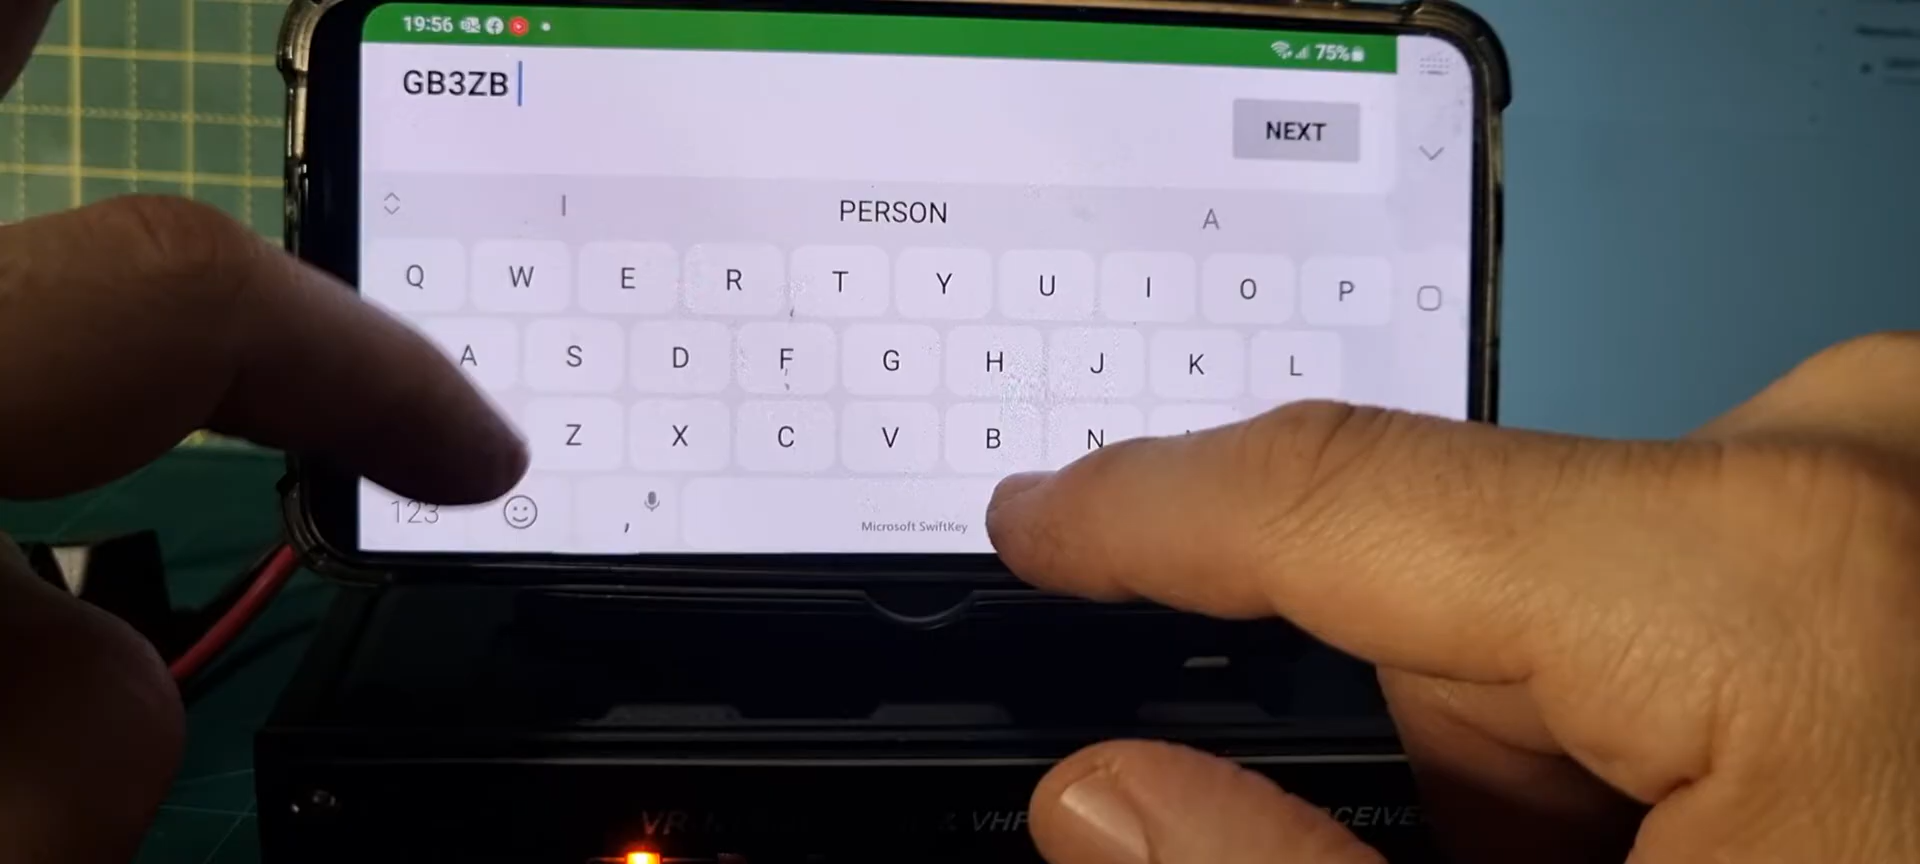 19:56
75%
GB3ZB
NEXT
I PERSON A
Q W E R T Y U I O P
A S D F G H J K L
Z X C V B N
123 ,
Microsoft SwiftKey
VHF